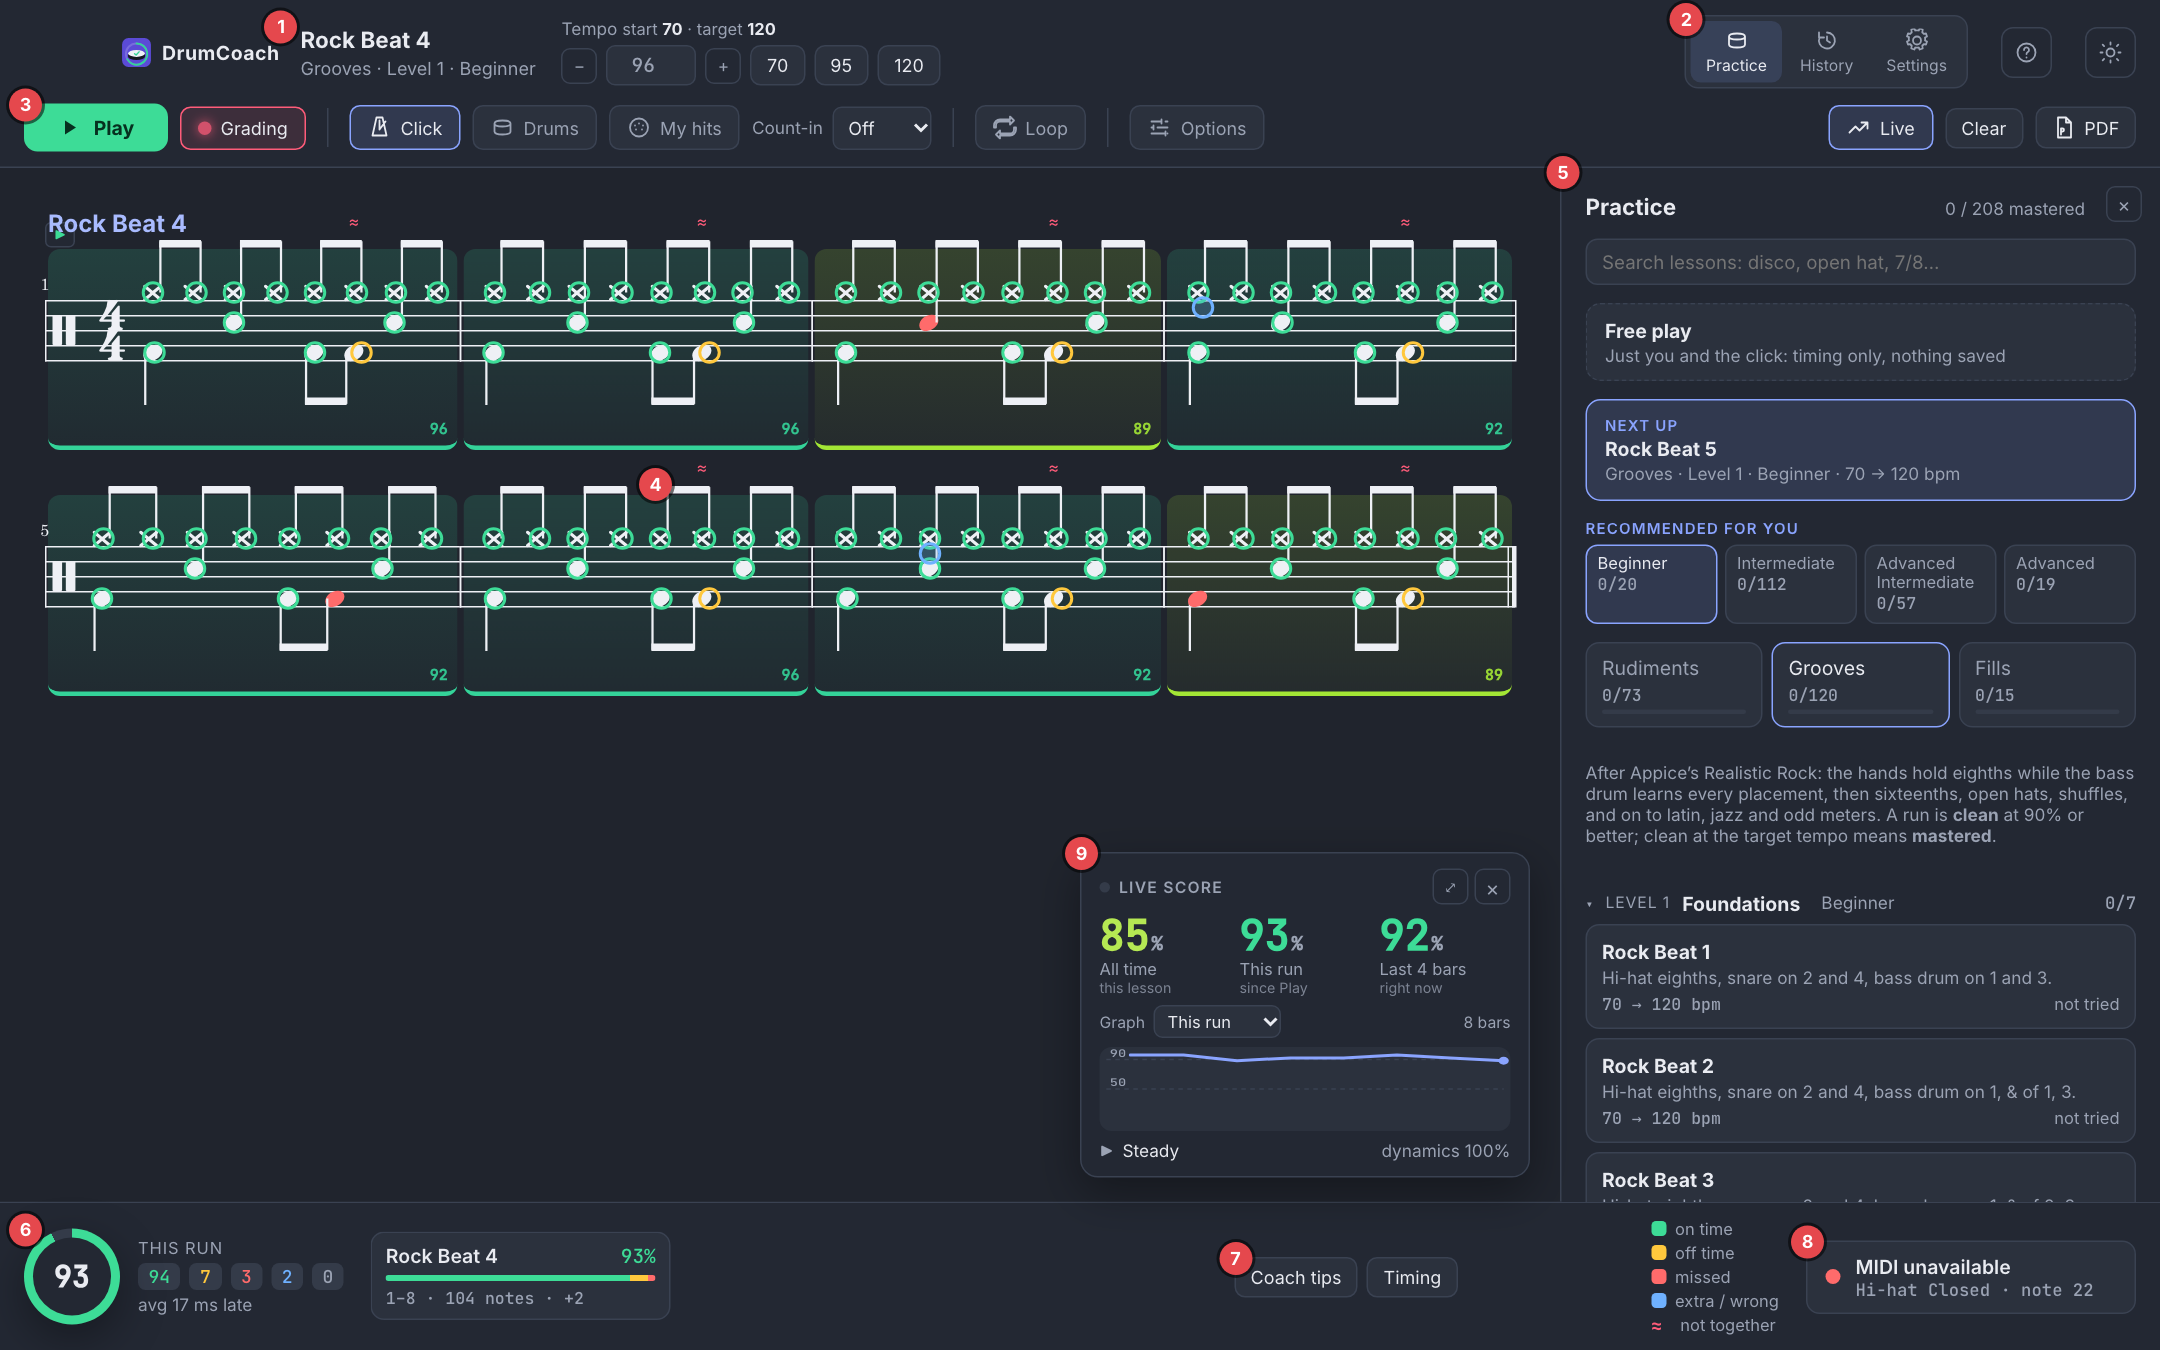 1
DrumCoach
Rock Beat 4
Grooves · Level 1 · Beginner
Tempo start 70 · target 120
− 96 + 70 95 120
2
Practice History Settings
3
Play Grading Click Drums My hits Count-in Off Loop Options
Live Clear PDF
Rock Beat 4
≈ ≈ ≈ ≈
1
4
4
96 96 89 92
≈ ≈ ≈
4
5
92 96 92 89
5
Practice 0 / 208 mastered ×
Search lessons: disco, open hat, 7/8...
Free play
Just you and the click: timing only, nothing saved
NEXT UP
Rock Beat 5
Grooves · Level 1 · Beginner · 70 → 120 bpm
RECOMMENDED FOR YOU
Beginner
0/20
Intermediate
0/112
Advanced
Intermediate
0/57
Advanced
0/19
Rudiments
0/73
Grooves
0/120
Fills
0/15
After Appice’s Realistic Rock: the hands hold eighths while the bass
drum learns every placement, then sixteenths, open hats, shuffles,
and on to latin, jazz and odd meters. A run is clean at 90% or
better; clean at the target tempo means mastered.
LEVEL 1 Foundations Beginner 0/7
Rock Beat 1
Hi-hat eighths, snare on 2 and 4, bass drum on 1 and 3.
70 → 120 bpm not tried
Rock Beat 2
Hi-hat eighths, snare on 2 and 4, bass drum on 1, & of 1, 3.
70 → 120 bpm not tried
Rock Beat 3
9
LIVE SCORE
85% 93% 92%
All time This run Last 4 bars
this lesson since Play right now
Graph This run 8 bars
90
50
Steady dynamics 100%
6
93
THIS RUN
94 7 3 2 0
avg 17 ms late
Rock Beat 4 93%
1–8 · 104 notes · +2
7
Coach tips Timing
on time
off time
missed
extra / wrong
≈ not together
8
MIDI unavailable
Hi-hat Closed · note 22